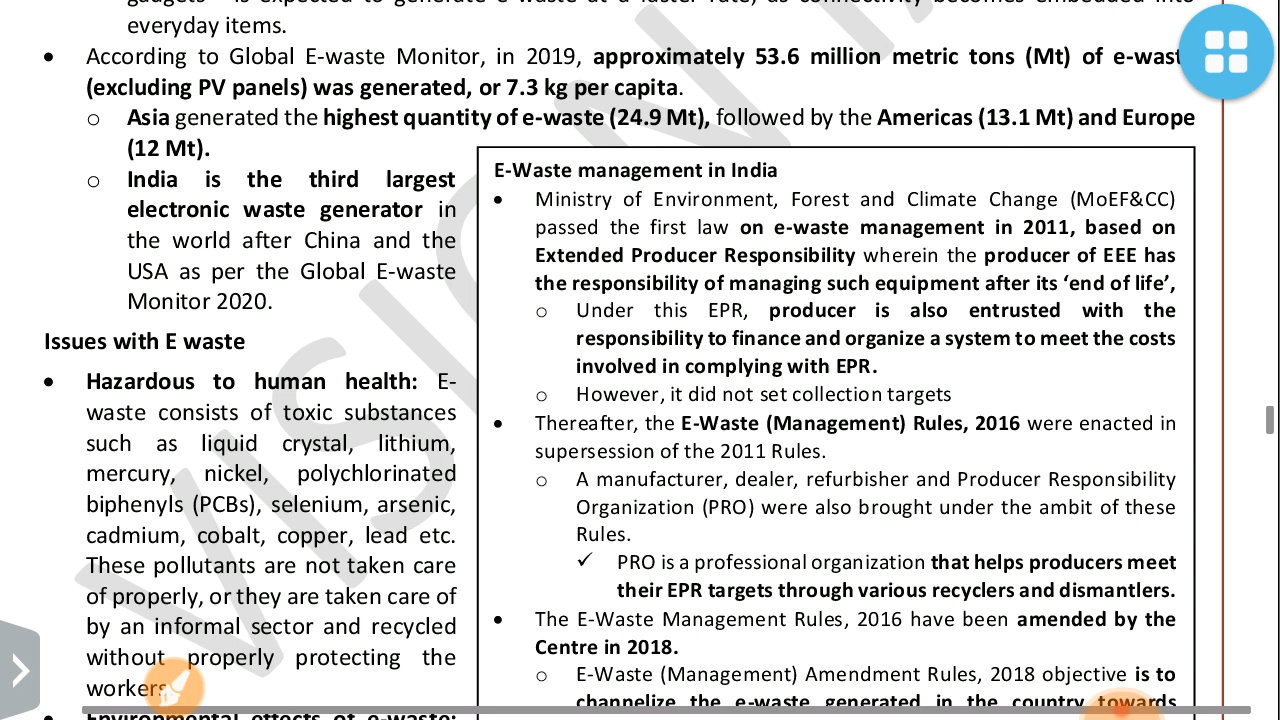 everyday items.
• According to Global E-waste Monitor, in 2019, approximately 53.6 million metric tons (Mt) of e-wast
(excluding PV panels) was generated, or 7.3 kg per capita.
o Asia generated the highest quantity of e-waste (24.9 Mt), followed by the Americas (13.1 Mt) and Europe
(12 Mt).
o India is the third largest
electronic waste generator in
the world after China and the
USA as per the Global E-waste
Monitor 2020.
Issues with E waste
• Hazardous to human health: E-
waste consists of toxic substances
such as liquid crystal, lithium,
mercury, nickel, polychlorinated
biphenyls (PCBs), selenium, arsenic,
cadmium, cobalt, copper, lead etc.
These pollutants are not taken care
of properly, or they are taken care of
by an informal sector and recycled
without properly protecting the
workers.
• Environmental effects of e-waste:
E-Waste management in India
• Ministry of Environment, Forest and Climate Change (MoEF&CC)
passed the first law on e-waste management in 2011, based on
Extended Producer Responsibility wherein the producer of EEE has
the responsibility of managing such equipment after its ‘end of life’,
o Under this EPR, producer is also entrusted with the
responsibility to finance and organize a system to meet the costs
involved in complying with EPR.
o However, it did not set collection targets
• Thereafter, the E-Waste (Management) Rules, 2016 were enacted in
supersession of the 2011 Rules.
o A manufacturer, dealer, refurbisher and Producer Responsibility
Organization (PRO) were also brought under the ambit of these
Rules.
✓ PRO is a professional organization that helps producers meet
their EPR targets through various recyclers and dismantlers.
• The E-Waste Management Rules, 2016 have been amended by the
Centre in 2018.
o E-Waste (Management) Amendment Rules, 2018 objective is to
channelize the e-waste generated in the country towards
VISION